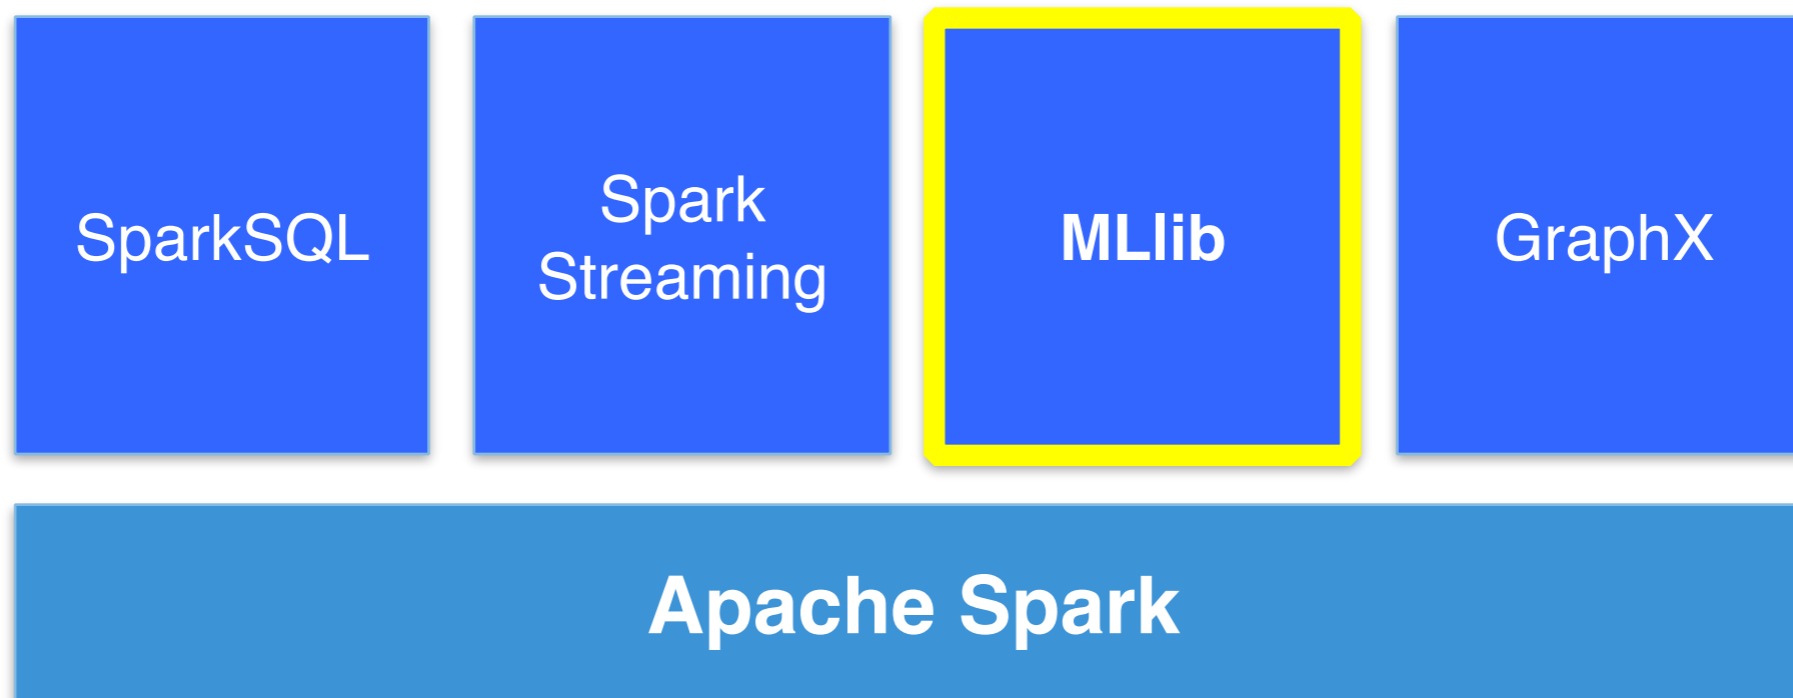 SparkSQL
Spark
Streaming
MLlib
GraphX
Apache Spark